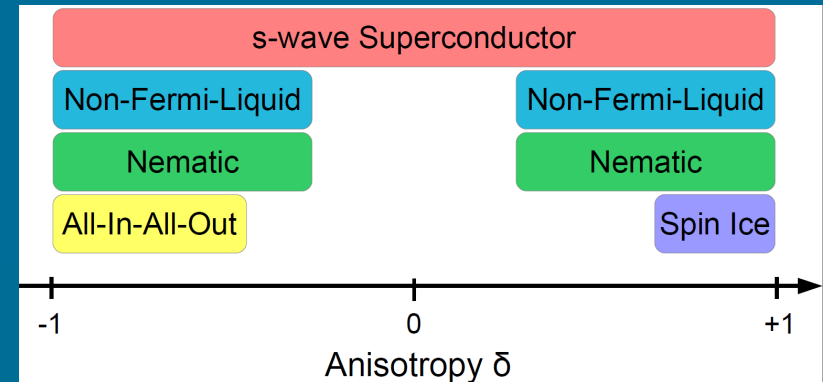 s-wave Superconductor
Non-Fermi-Liquid Non-Fermi-Liquid
Nematic Nematic
All-In-All-Out Spin Ice
-1 0 +1
Anisotropy δ